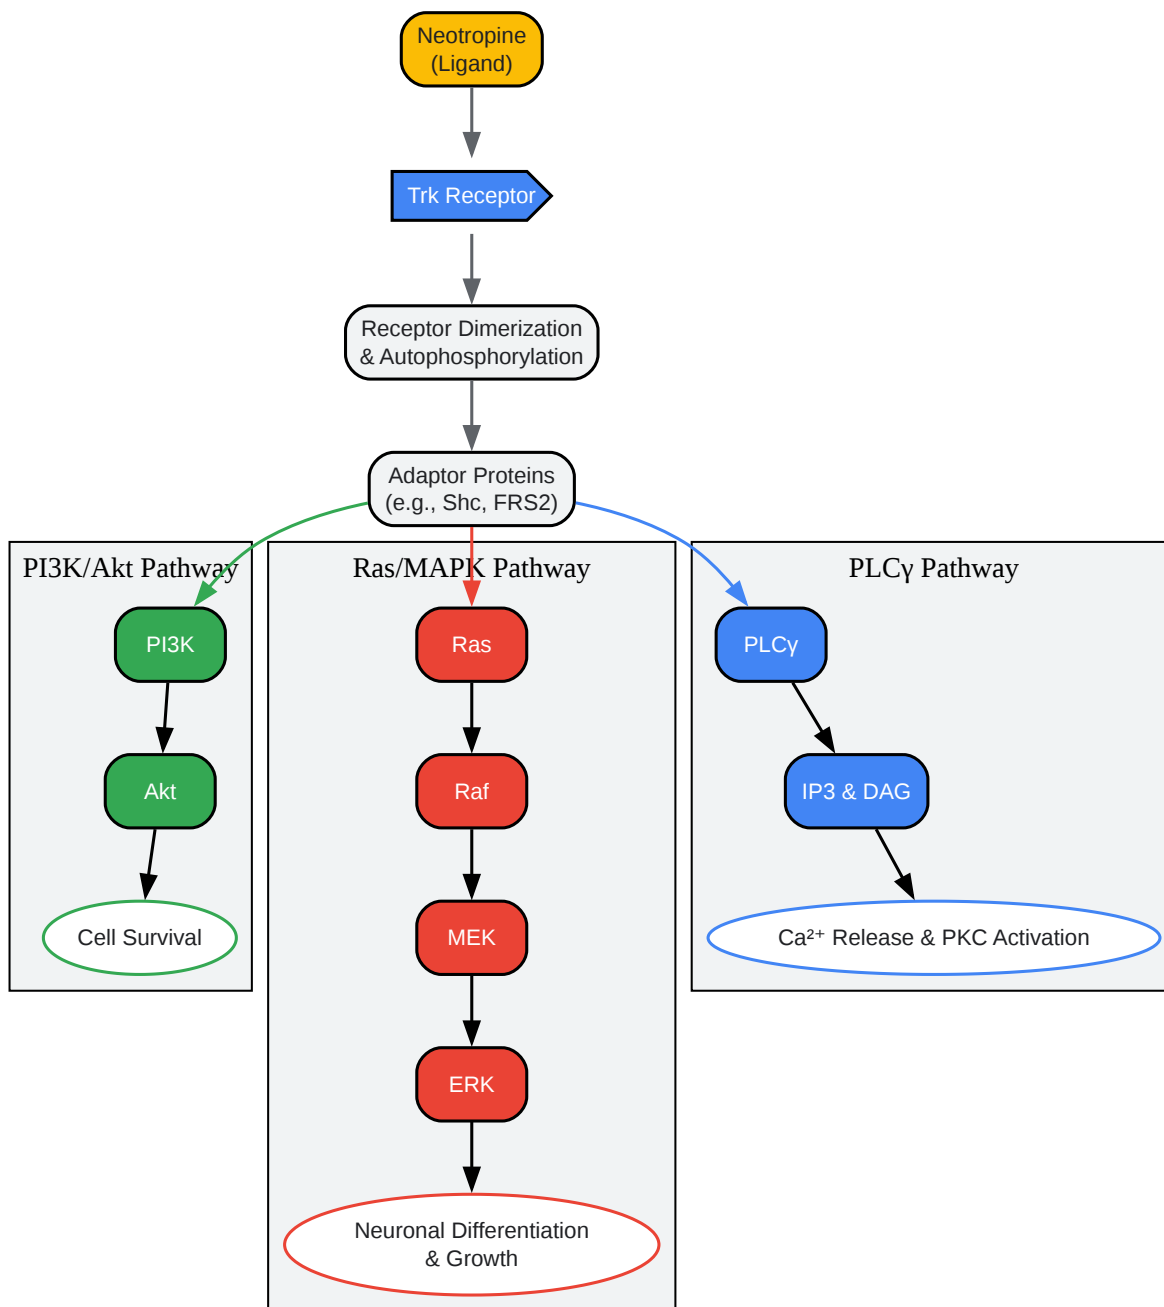 Neotropine
(Ligand)
Trk Receptor
Receptor Dimerization
& Autophosphorylation
Adaptor Proteins
(e.g., Shc, FRS2)
PI3K/Akt Pathway
PI3K
Akt
Cell Survival
Ras/MAPK Pathway
Ras
Raf
MEK
ERK
Neuronal Differentiation
& Growth
PLCγ Pathway
PLCγ
IP3 & DAG
Ca²⁺ Release & PKC Activation